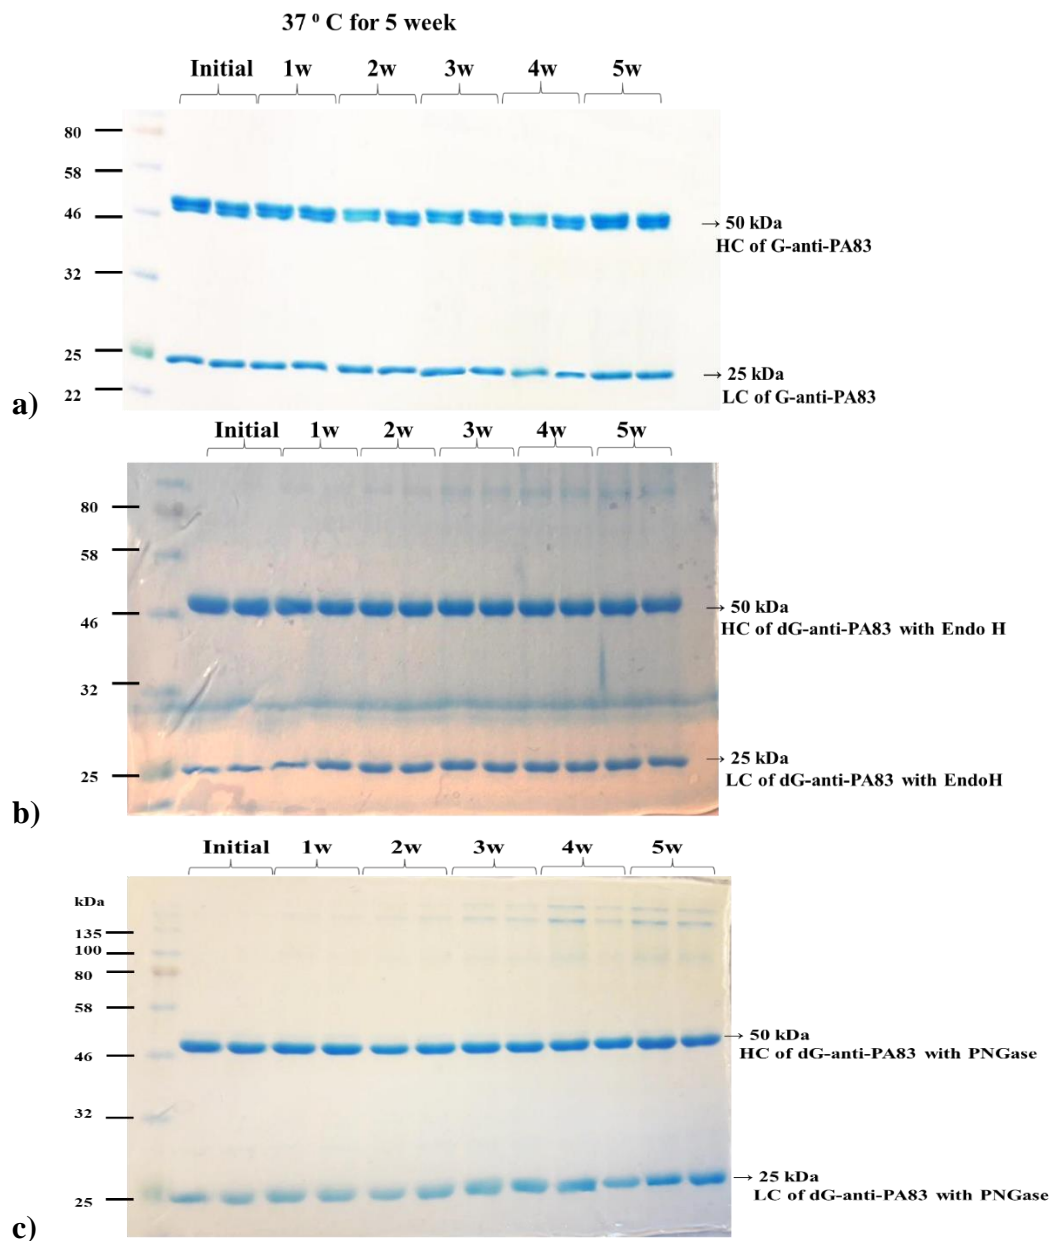 a)
37 ⁰ C for 5 week
Initial 1w 2w 3w 4w 5w
80
58
46
32
25
22
→ 50 kDa
HC of G-anti-PA83
→ 25 kDa
LC of G-anti-PA83
b)
Initial 1w 2w 3w 4w 5w
80
58
46
32
25
→ 50 kDa
HC of dG-anti-PA83 with Endo H
→ 25 kDa
LC of dG-anti-PA83 with EndoH
c)
Initial 1w 2w 3w 4w 5w
kDa
135
100
80
58
46
32
25
→ 50 kDa
HC of dG-anti-PA83 with PNGase
→ 25 kDa
LC of dG-anti-PA83 with PNGase